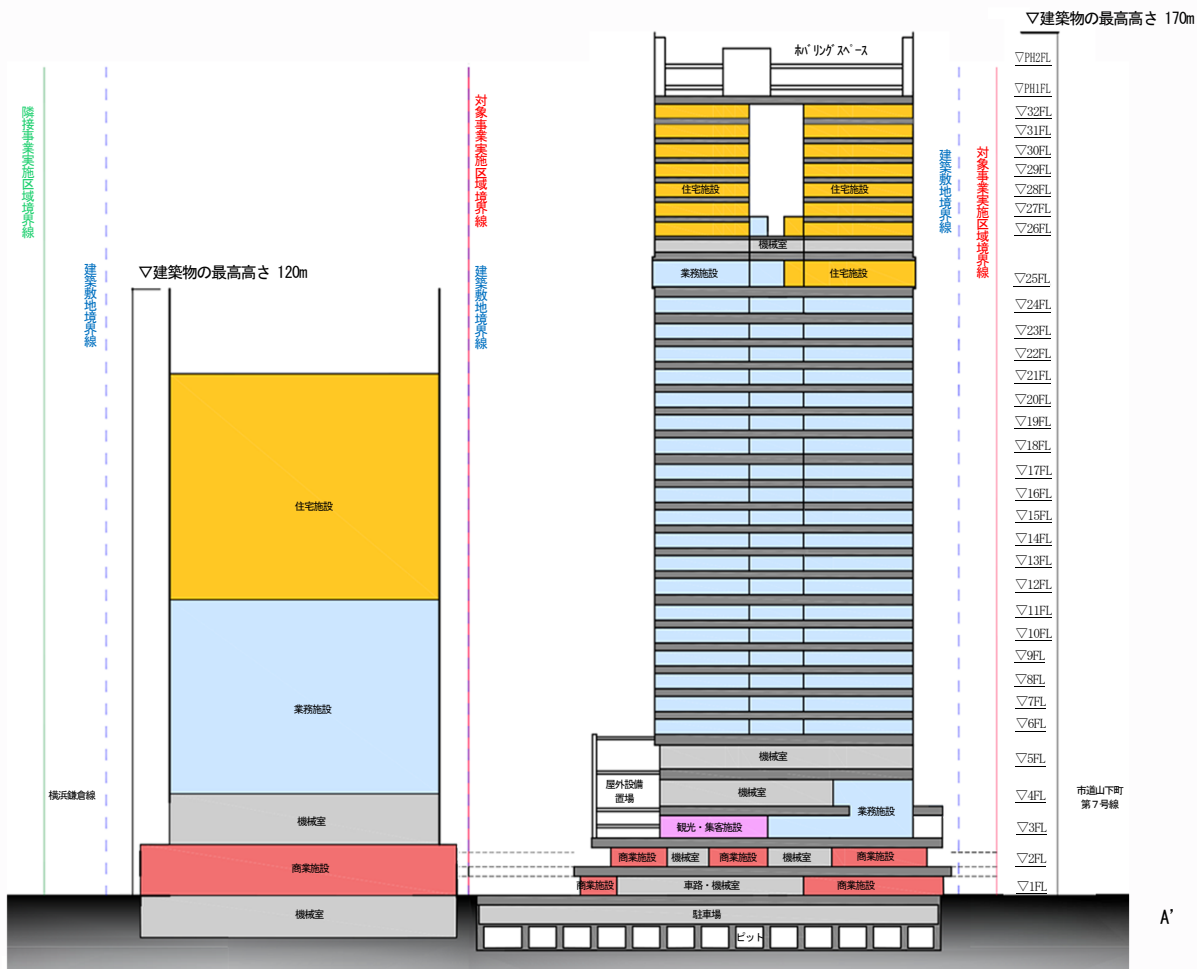 ▽建築物の最高高さ 170m
ﾎﾊﾞﾘﾝｸﾞｽﾍﾟｰｽ
▽PH2FL
▽PH1FL
▽32FL
▽31FL
▽30FL
▽29FL
▽28FL
▽27FL
▽26FL
▽25FL
▽24FL
▽23FL
▽22FL
▽21FL
▽20FL
▽19FL
▽18FL
▽17FL
▽16FL
▽15FL
▽14FL
▽13FL
▽12FL
▽11FL
▽10FL
▽9FL
▽8FL
▽7FL
▽6FL
▽5FL
▽4FL
▽3FL
▽2FL
▽1FL
隣接事業実施区域境界線
建築敷地境界線
▽建築物の最高高さ 120m
対象事業実施区域境界線
建築敷地境界線
建築敷地境界線
対象事業実施区域境界線
住宅施設
業務施設
機械室
商業施設
機械室
横浜鎌倉線
住宅施設
住宅施設
機械室
業務施設
住宅施設
機械室
屋外設備
置場
機械室
業務施設
観光・集客施設
商業施設
機械室
商業施設
機械室
商業施設
商業施設
車路・機械室
商業施設
駐車場
ピット
市道山下町
第７号線
A'